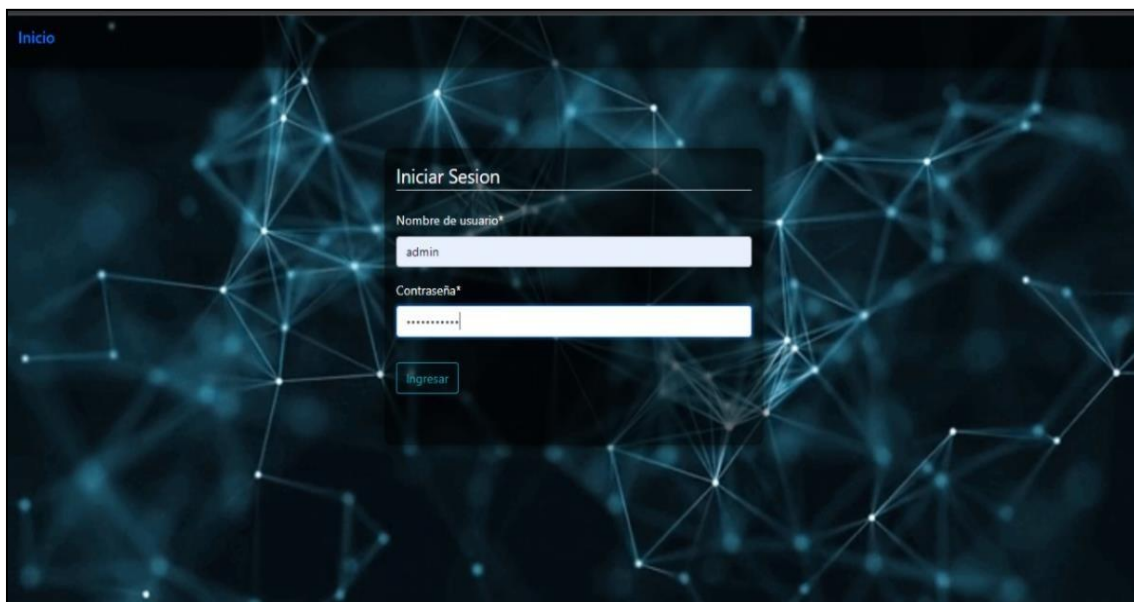 Inicio
Iniciar Sesion
Nombre de usuario*
admin
Contraseña*
•••••••••••
Ingresar